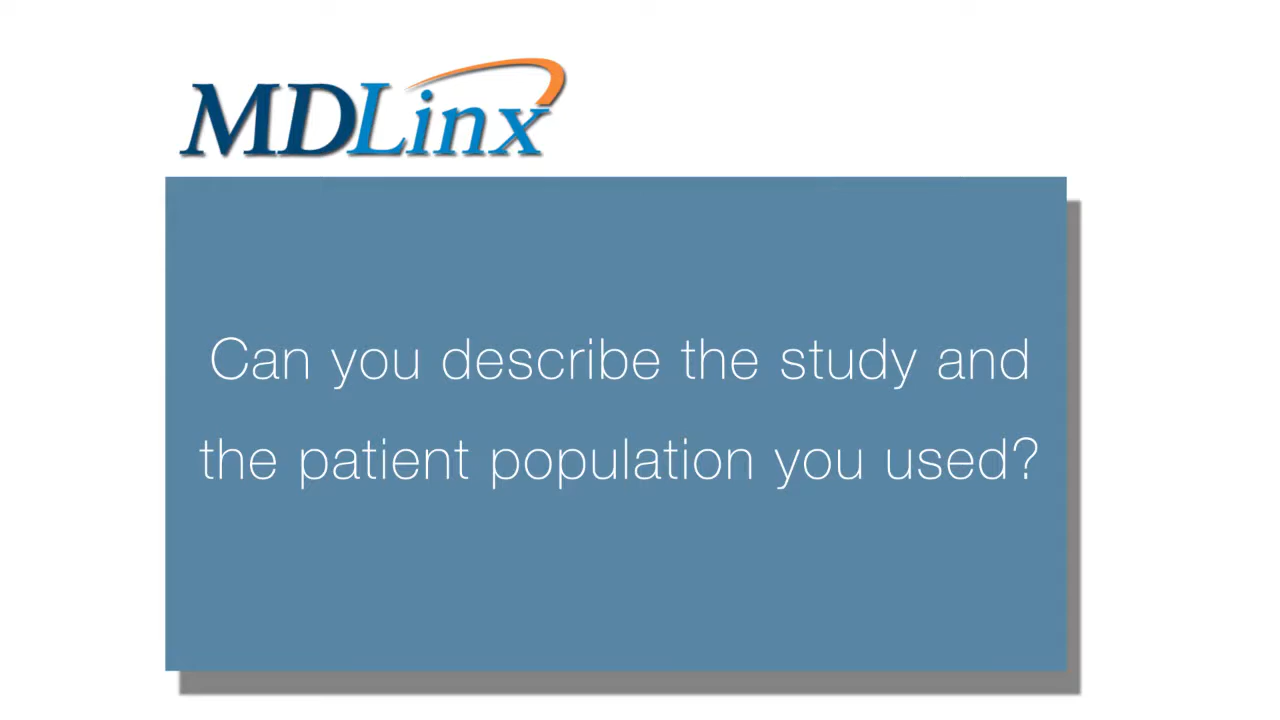 MDLinx
Can you describe the study and
the patient population you used?